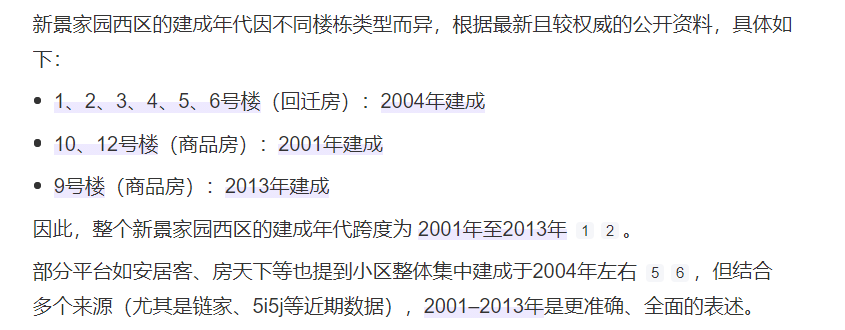 新景家园西区的建成年代因不同楼栋类型而异，根据最新且较权威的公开资料，具体如
下：
• 1、2、3、4、5、6号楼（回迁房）：2004年建成
• 10、12号楼（商品房）：2001年建成
• 9号楼（商品房）：2013年建成
因此，整个新景家园西区的建成年代跨度为 2001年至2013年 1 2 。
部分平台如安居客、房天下等也提到小区整体集中建成于2004年左右 5 6 ，但结合
多个来源（尤其是链家、5i5j等近期数据），2001–2013年是更准确、全面的表述。